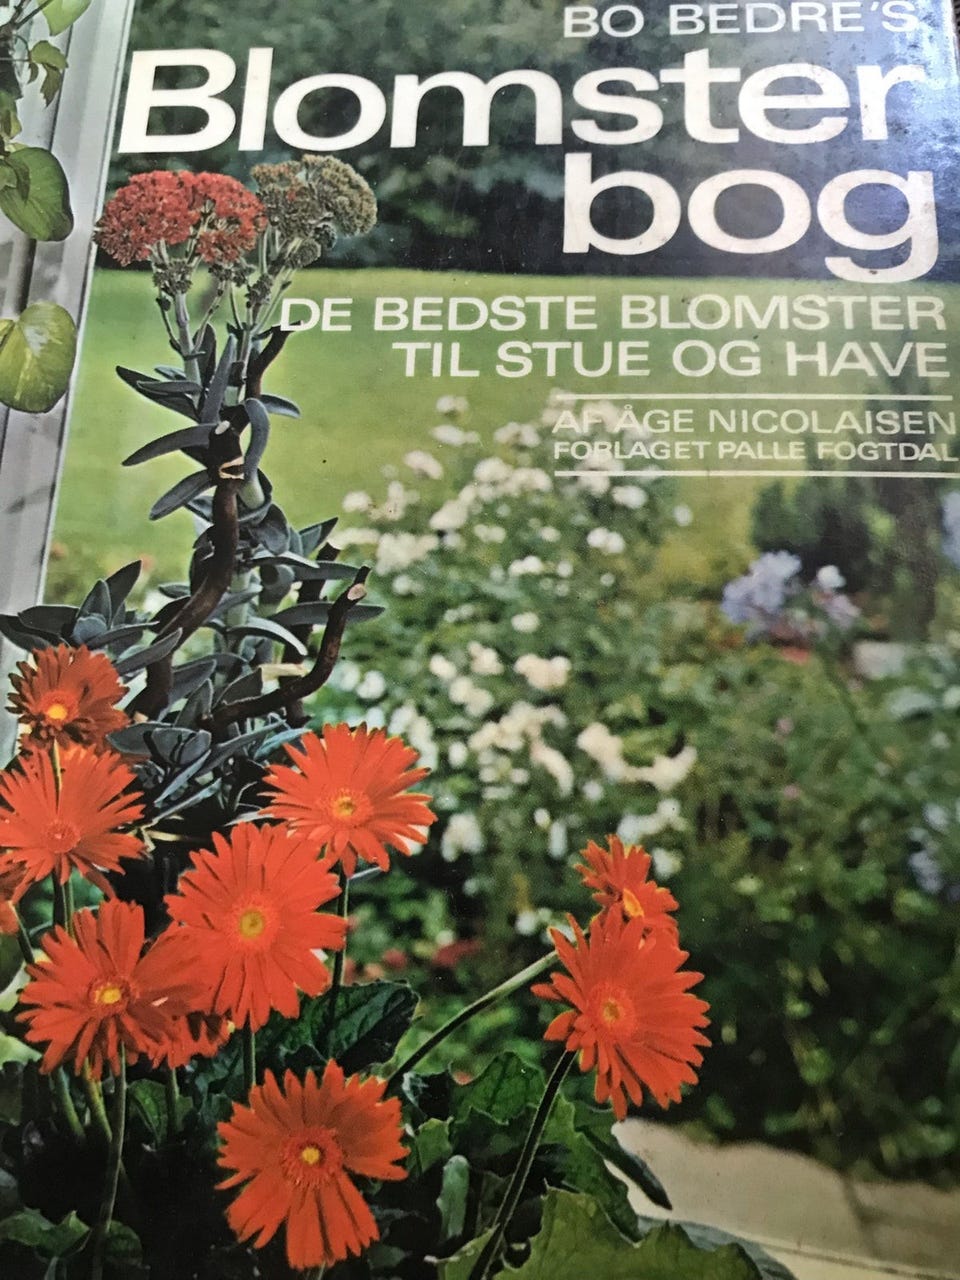 BO BEDRE'S
Blomster
bog
DE BEDSTE BLOMSTER
TIL STUE OG HAVE
AF ÅGE NICOLAISEN
FORLAGET PALLE FOGTDAL